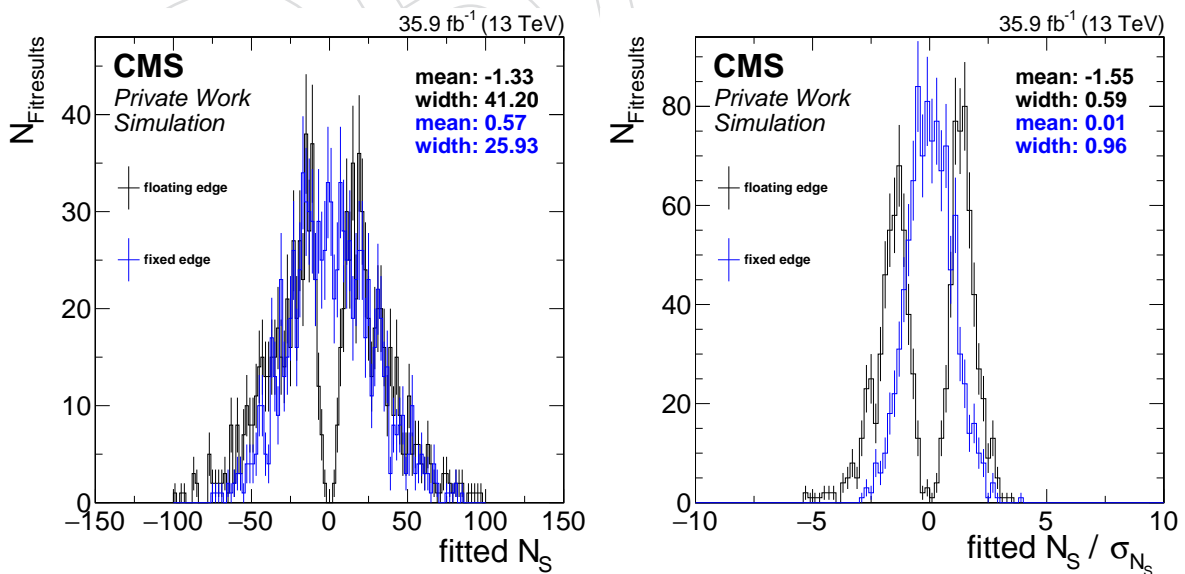 35.9 fb⁻¹ (13 TeV)
CMS
Private Work
Simulation
mean: -1.33
width: 41.20
mean: 0.57
width: 25.93
floating edge
fixed edge
N_Fitresults
40
30
20
10
0
−150 −100 −50 0 50 100 150
fitted N_S
35.9 fb⁻¹ (13 TeV)
CMS
Private Work
Simulation
mean: -1.55
width: 0.59
mean: 0.01
width: 0.96
floating edge
fixed edge
N_Fitresults
80
60
40
20
0
−10 −5 0 5 10
fitted N_S / σ_N_S